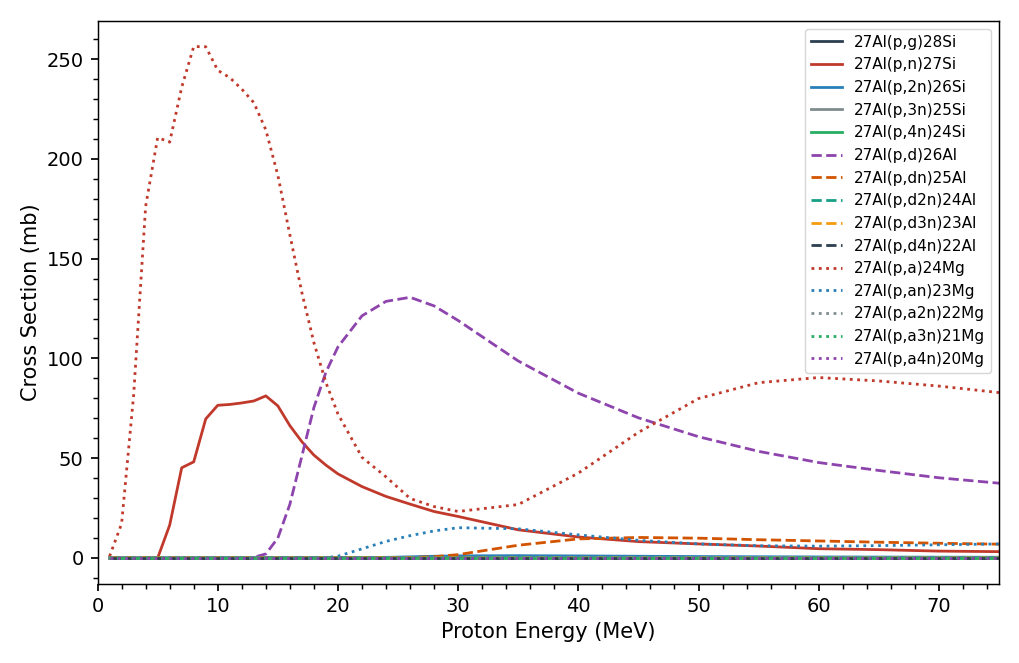 Cross Section (mb)
250
200
150
100
50
0
0 10 20 30 40 50 60 70
Proton Energy (MeV)
27Al(p,g)28Si
27Al(p,n)27Si
27Al(p,2n)26Si
27Al(p,3n)25Si
27Al(p,4n)24Si
27Al(p,d)26Al
27Al(p,dn)25Al
27Al(p,d2n)24Al
27Al(p,d3n)23Al
27Al(p,d4n)22Al
27Al(p,a)24Mg
27Al(p,an)23Mg
27Al(p,a2n)22Mg
27Al(p,a3n)21Mg
27Al(p,a4n)20Mg